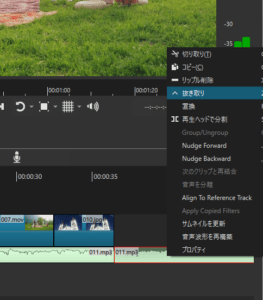 -30
-35
00:01:00
00:01:20
--:--:--
00:00:30
00:00:35
007.mov
010.jpg
011.mp3
011.mp3
切り取り(T)
コピー(C)
リップル削除
抜き取り
置換
再生ヘッドで分割
Group/Ungroup
Nudge Forward
Nudge Backward
次のクリップと再結合
音声を分離
Align To Reference Track
Apply Copied Filters
サムネイルを更新
音声波形を再構築
プロパティ